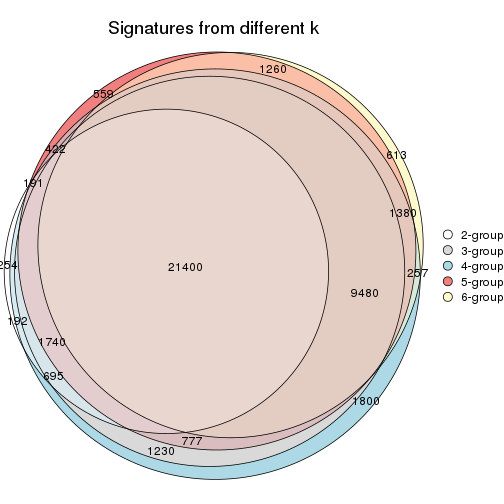 Signatures from different k
1260
559
422
613
191
1380
254
21400
257
9480
192
1740
695
1800
777
1230
2-group
3-group
4-group
5-group
6-group